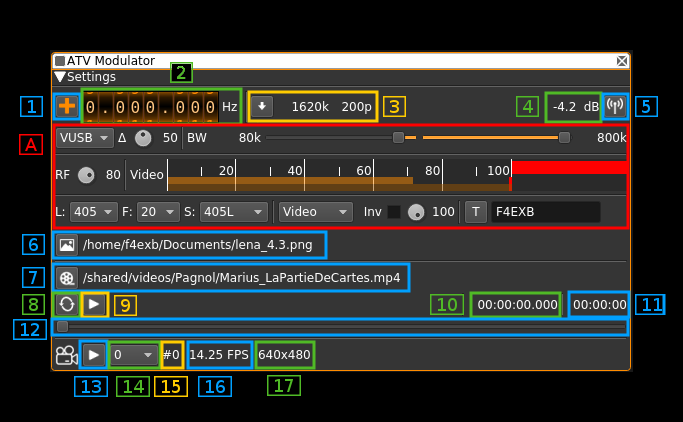 ATV Modulator
Settings
2
1 0.000.000 Hz 1620k 200p 3 4 -4.2 dB 5
A VUSB Δ 50 BW 80k 800k
RF 80 Video 20 40 60 80 100
L: 405 F: 20 S: 405L Video Inv 100 T F4EXB
6 /home/f4exb/Documents/lena_4.3.png
7 /shared/videos/Pagnol/Marius_LaPartieDeCartes.mp4
8 9 10 00:00:00.000 00:00:00 11
12
0 #0 14.25 FPS 640x480
13 14 15 16 17